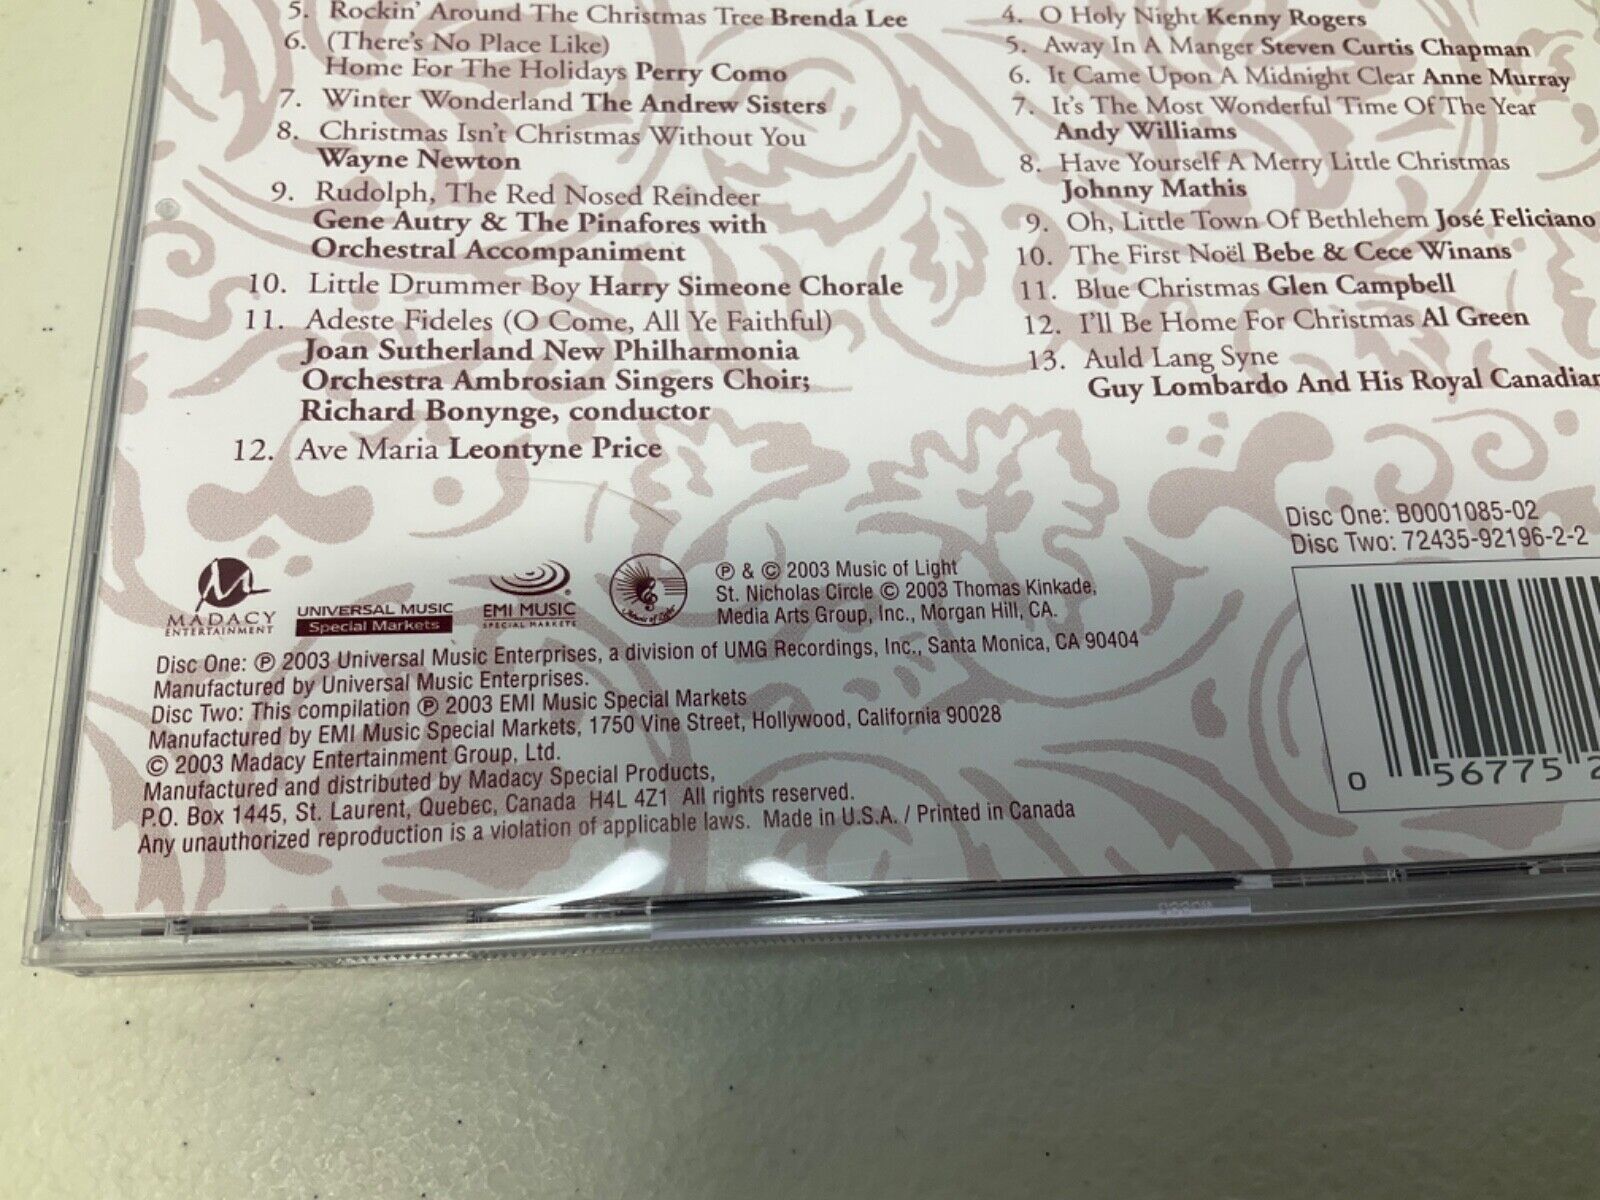 5. Rockin' Around The Christmas Tree Brenda Lee
6. (There's No Place Like)
Home For The Holidays Perry Como
7. Winter Wonderland The Andrew Sisters
8. Christmas Isn't Christmas Without You
Wayne Newton
9. Rudolph, The Red Nosed Reindeer
Gene Autry & The Pinafores with
Orchestral Accompaniment
10. Little Drummer Boy Harry Simeone Chorale
11. Adeste Fideles (O Come, All Ye Faithful)
Joan Sutherland New Philharmonia
Orchestra Ambrosian Singers Choir;
Richard Bonynge, conductor
12. Ave Maria Leontyne Price
4. O Holy Night Kenny Rogers
5. Away In A Manger Steven Curtis Chapman
6. It Came Upon A Midnight Clear Anne Murray
7. It's The Most Wonderful Time Of The Year
Andy Williams
8. Have Yourself A Merry Little Christmas
Johnny Mathis
9. Oh, Little Town Of Bethlehem José Feliciano
10. The First Noël Bebe & Cece Winans
11. Blue Christmas Glen Campbell
12. I'll Be Home For Christmas Al Green
13. Auld Lang Syne
Guy Lombardo And His Royal Canadian
Disc One: B0001085-02
Disc Two: 72435-92196-2-2
0 56775 2
MADACY
ENTERTAINMENT
UNIVERSAL MUSIC
Special Markets
EMI MUSIC
SPECIAL MARKETS
Music of Light
℗ & © 2003 Music of Light
St. Nicholas Circle © 2003 Thomas Kinkade,
Media Arts Group, Inc., Morgan Hill, CA.
Disc One: ℗ 2003 Universal Music Enterprises, a division of UMG Recordings, Inc., Santa Monica, CA 90404
Manufactured by Universal Music Enterprises.
Disc Two: This compilation ℗ 2003 EMI Music Special Markets
Manufactured by EMI Music Special Markets, 1750 Vine Street, Hollywood, California 90028
© 2003 Madacy Entertainment Group, Ltd.
Manufactured and distributed by Madacy Special Products,
P.O. Box 1445, St. Laurent, Quebec, Canada H4L 4Z1 All rights reserved.
Any unauthorized reproduction is a violation of applicable laws. Made in U.S.A. / Printed in Canada